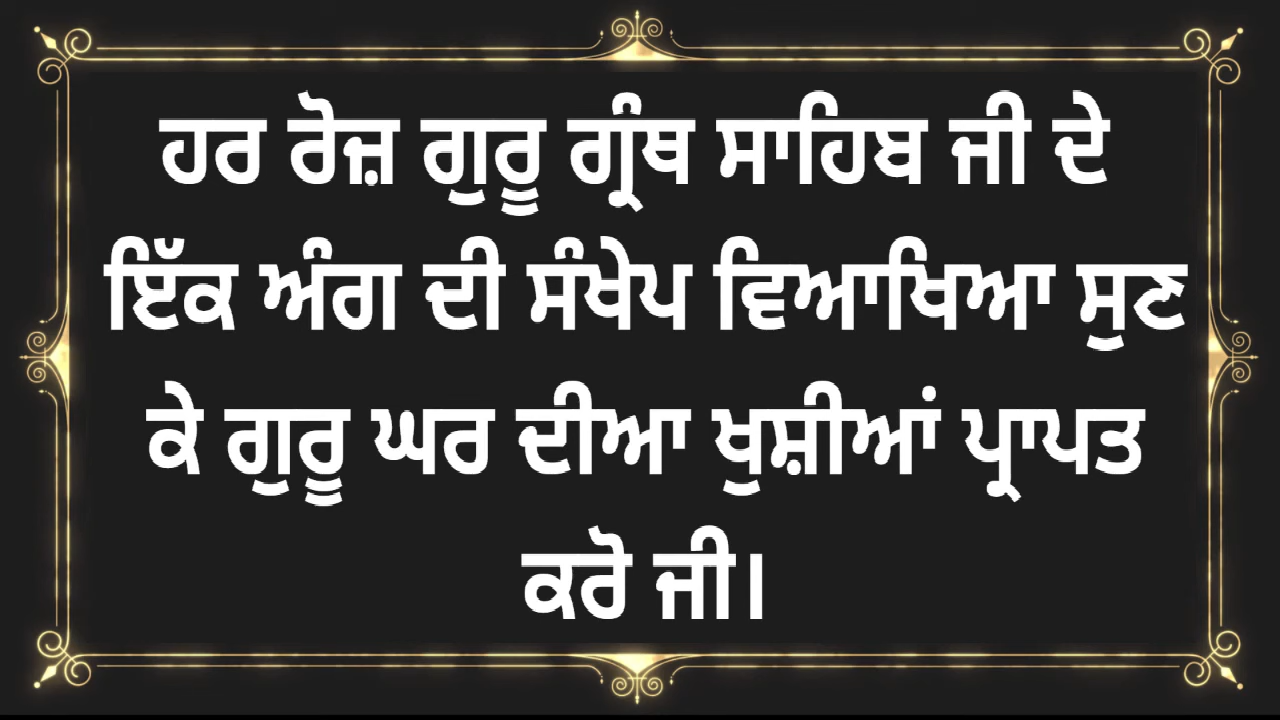 ਹਰ ਰੋਜ਼ ਗੁਰੂ ਗ੍ਰੰਥ ਸਾਹਿਬ ਜੀ ਦੇ
ਇੱਕ ਅੰਗ ਦੀ ਸੰਖੇਪ ਵਿਆਖਿਆ ਸੁਣ
ਕੇ ਗੁਰੂ ਘਰ ਦੀਆ ਖੁਸ਼ੀਆਂ ਪ੍ਰਾਪਤ
ਕਰੋ ਜੀ।